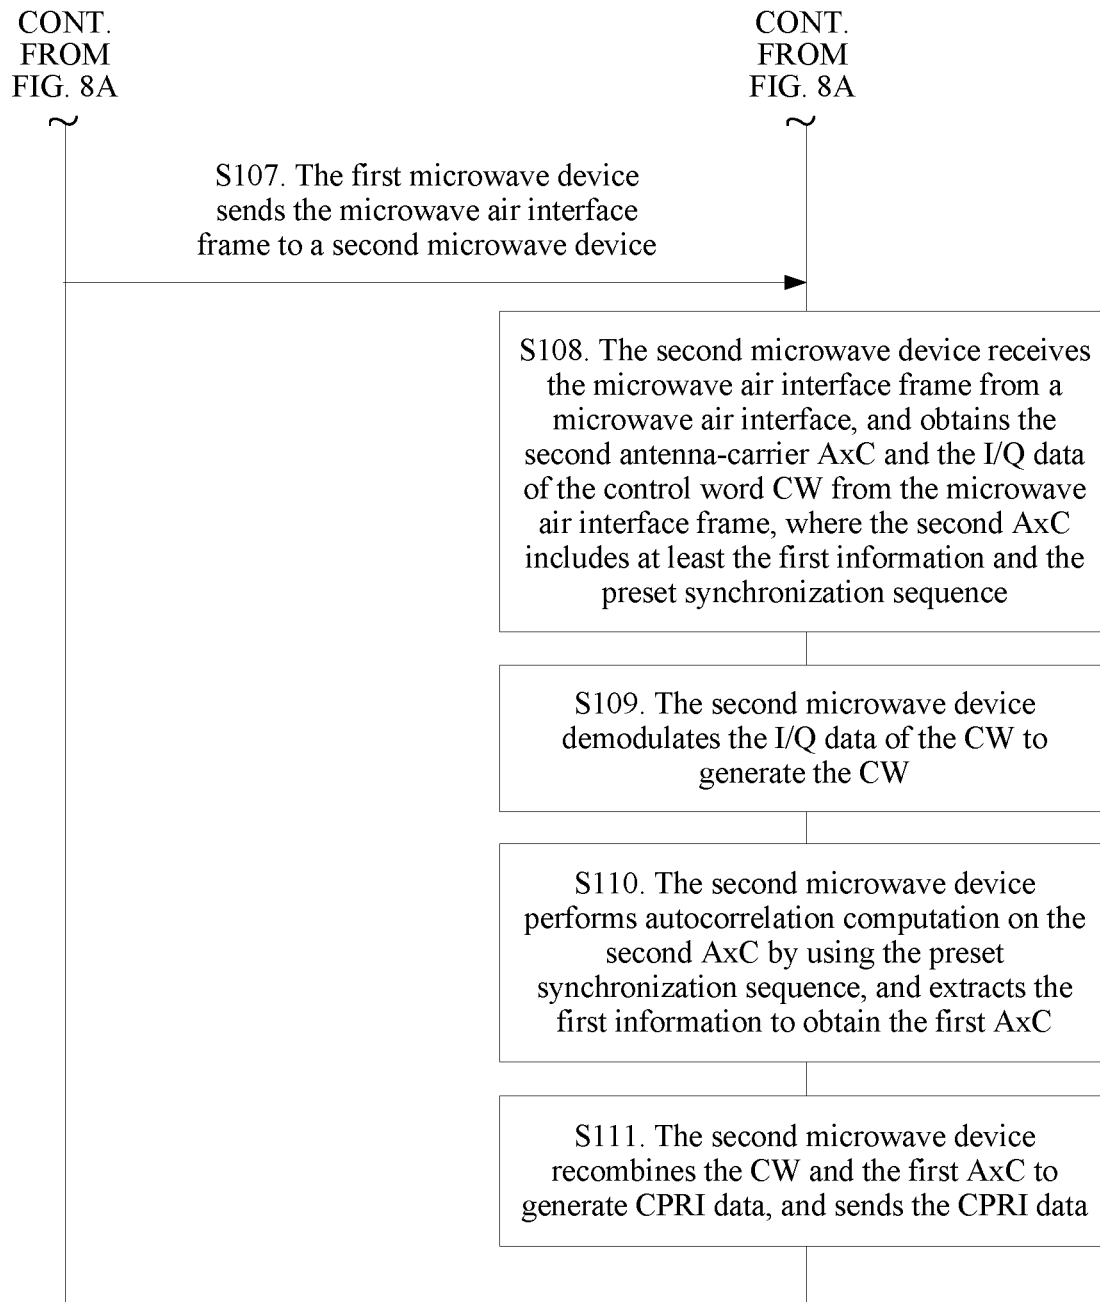 CONT.
FROM
FIG. 8A
CONT.
FROM
FIG. 8A
S107. The first microwave device
sends the microwave air interface
frame to a second microwave device
S108. The second microwave device receives
the microwave air interface frame from a
microwave air interface, and obtains the
second antenna-carrier AxC and the I/Q data
of the control word CW from the microwave
air interface frame, where the second AxC
includes at least the first information and the
preset synchronization sequence
S109. The second microwave device
demodulates the I/Q data of the CW to
generate the CW
S110. The second microwave device
performs autocorrelation computation on the
second AxC by using the preset
synchronization sequence, and extracts the
first information to obtain the first AxC
S111. The second microwave device
recombines the CW and the first AxC to
generate CPRI data, and sends the CPRI data